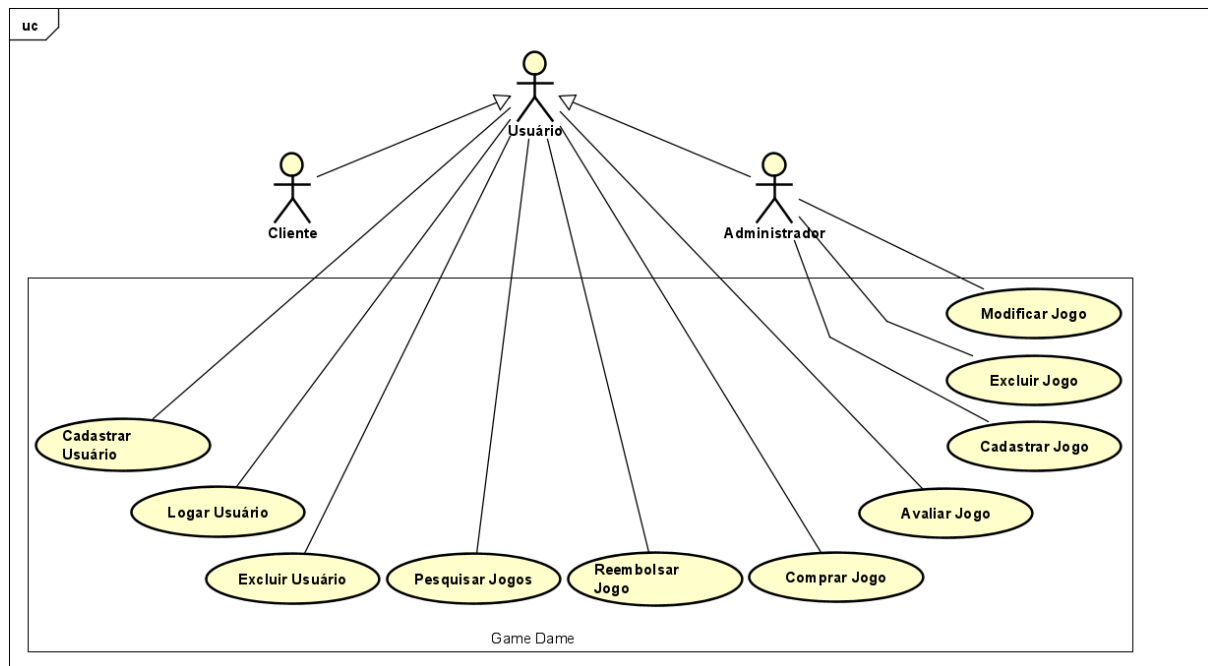 uc
Usuário
Cliente
Administrador
Modificar Jogo
Excluir Jogo
Cadastrar
Usuário
Cadastrar Jogo
Logar Usuário
Avaliar Jogo
Excluir Usuário
Pesquisar Jogos
Reembolsar
Jogo
Comprar Jogo
Game Dame